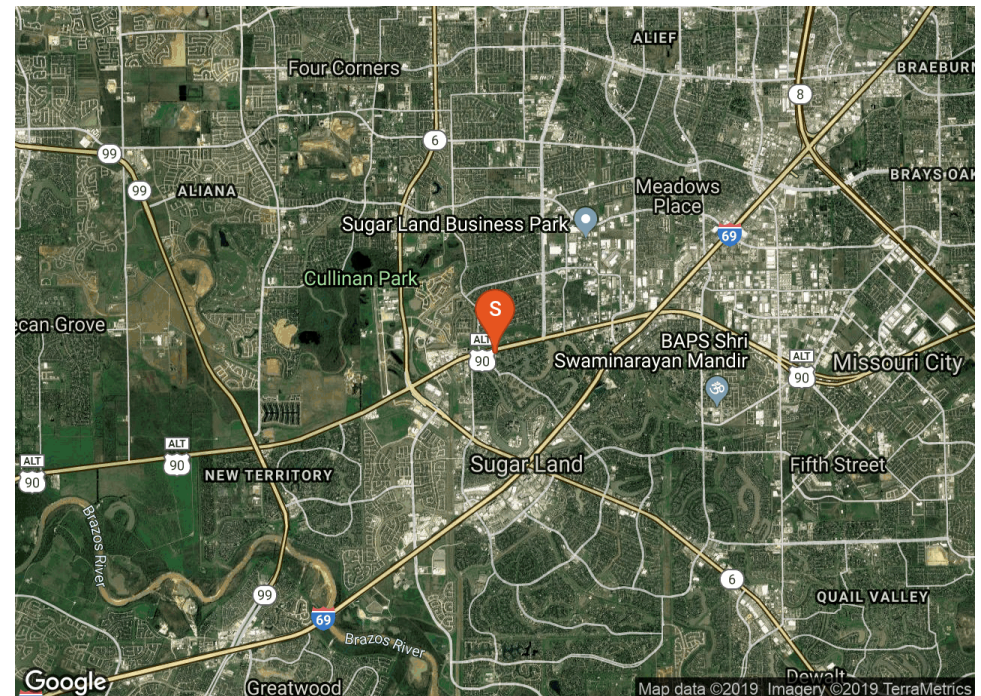 ALIEF
Four Corners
BRAEBURN
8
6
99
BRAYS OAK
99
ALIANA
Meadows
Place
Sugar Land Business Park
69
Cullinan Park
S
ecan Grove
ALT
90
BAPS Shri
Swaminarayan Mandir
ALT
90
Missouri City
ALT
90
ALT
90
NEW TERRITORY
Sugar Land
Fifth Street
Brazos River
6
99
QUAIL VALLEY
69
Brazos River
Dewalt
Google
Greatwood
Map data ©2019 Imagery ©2019 TerraMetrics